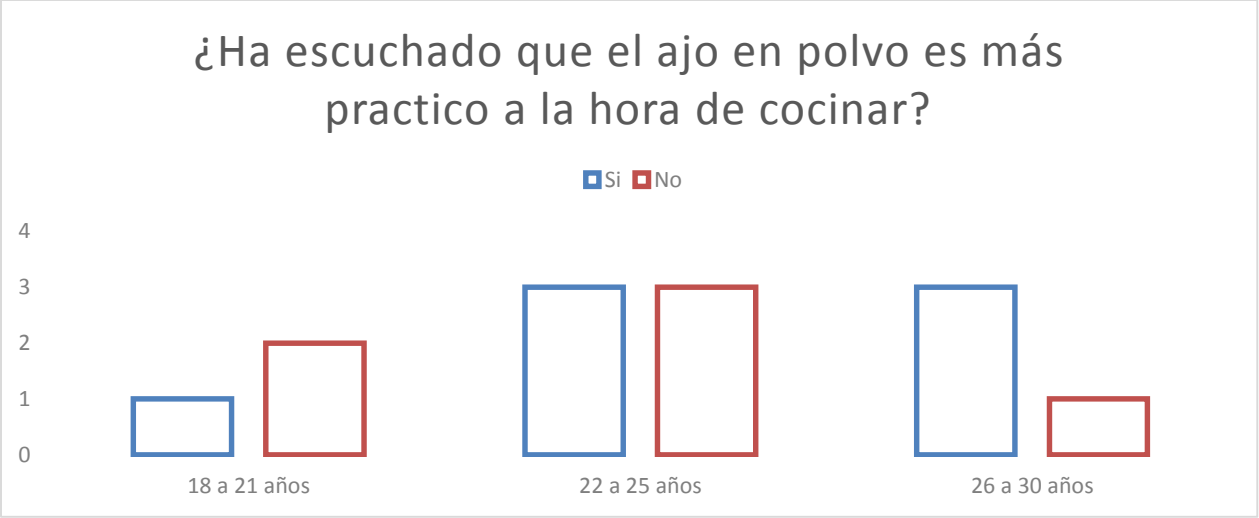 ¿Ha escuchado que el ajo en polvo es más
practico a la hora de cocinar?
Si No
4
3
2
1
0
18 a 21 años 22 a 25 años 26 a 30 años